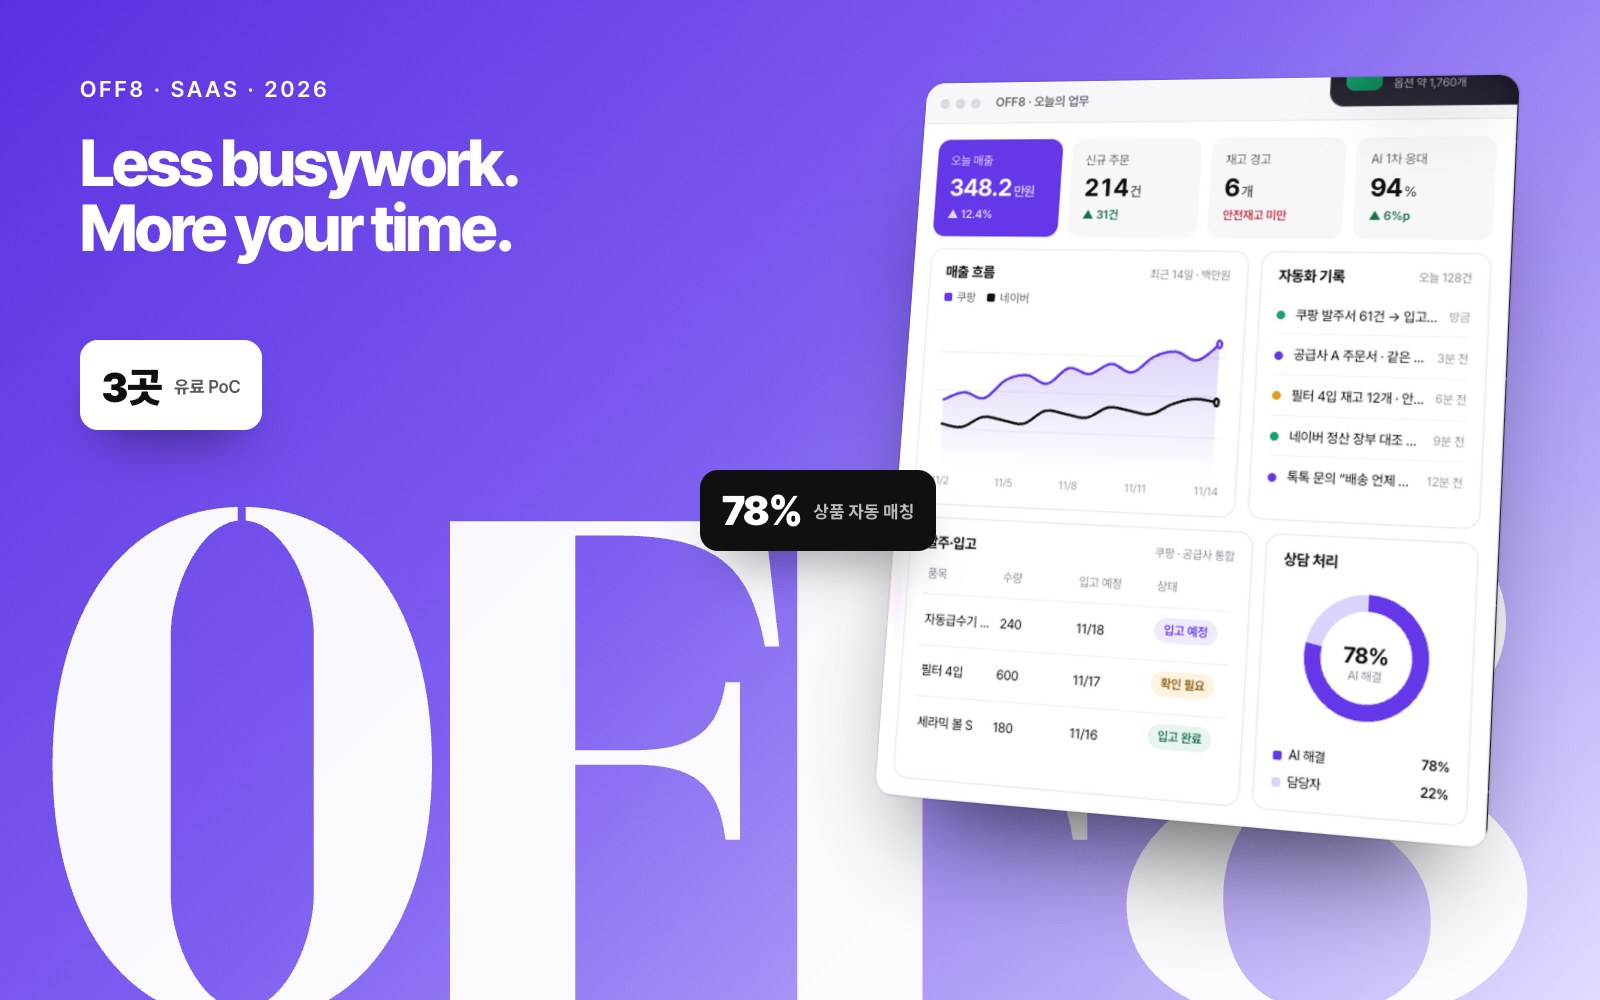 OFF8 · SAAS · 2026
Less busywork.
More your time.
3곳 유료 PoC
78% 상품 자동 매칭
OFF8
OFF8 · 오늘의 업무
옵션 약 1,760개
오늘 매출
348.2만원
▲ 12.4%
신규 주문
214건
▲ 31건
재고 경고
6개
안전재고 미만
AI 1차 응대
94%
▲ 6%p
매출 흐름 최근 14일 · 백만원
쿠팡 네이버
11/5 11/8 11/11 11/14
자동화 기록 오늘 128건
쿠팡 발주서 61건 → 입고... 방금
공급사 A 주문서 · 같은 ... 3분 전
필터 4입 재고 12개 · 안... 6분 전
네이버 정산 장부 대조 ... 9분 전
톡톡 문의 “배송 언제 ... 12분 전
발주·입고 쿠팡 · 공급사 통합
품목 수량 입고 예정 상태
자동급수기 ... 240 11/18 입고 예정
필터 4입 600 11/17 확인 필요
세라믹 볼 S 180 11/16 입고 완료
상담 처리
78%
AI 해결
AI 해결 78%
담당자 22%